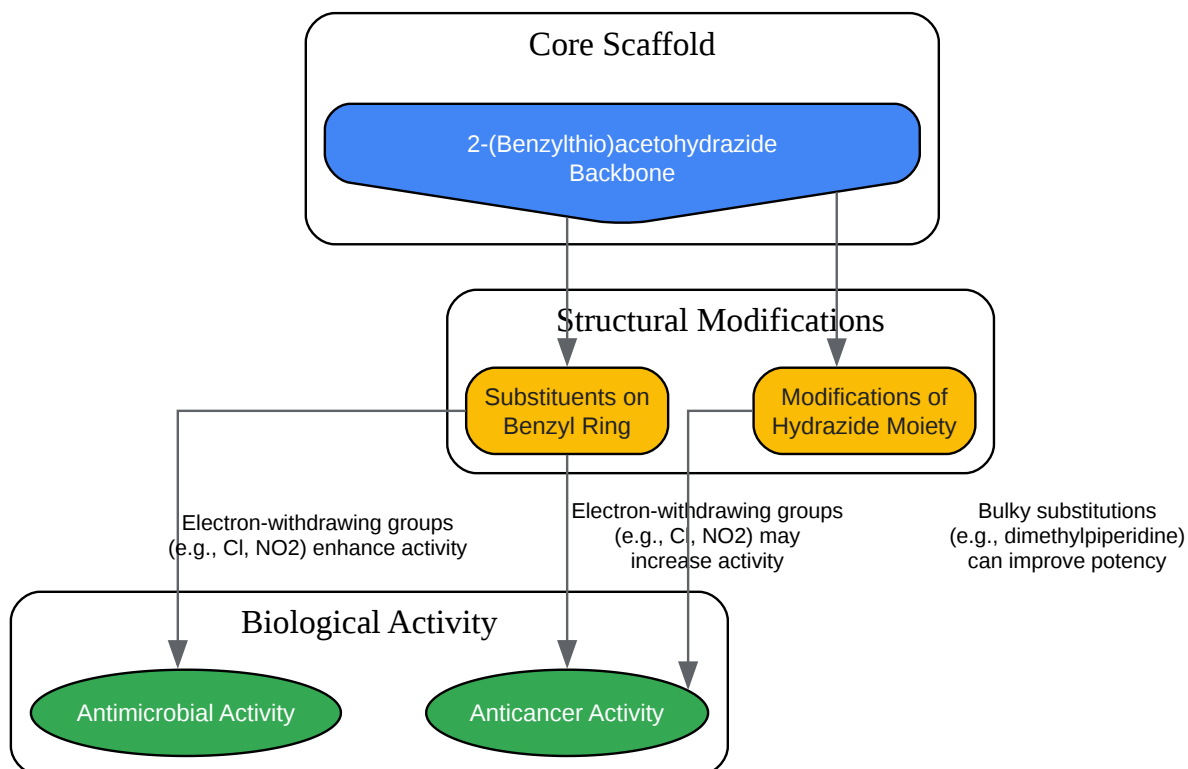 Core Scaffold
2-(Benzylthio)acetohydrazide
Backbone
Structural Modifications
Substituents on
Benzyl Ring
Modifications of
Hydrazide Moiety
Electron-withdrawing groups
(e.g., Cl, NO2) enhance activity
Electron-withdrawing groups
(e.g., Cl, NO2) may
increase activity
Bulky substitutions
(e.g., dimethylpiperidine)
can improve potency
Biological Activity
Antimicrobial Activity
Anticancer Activity